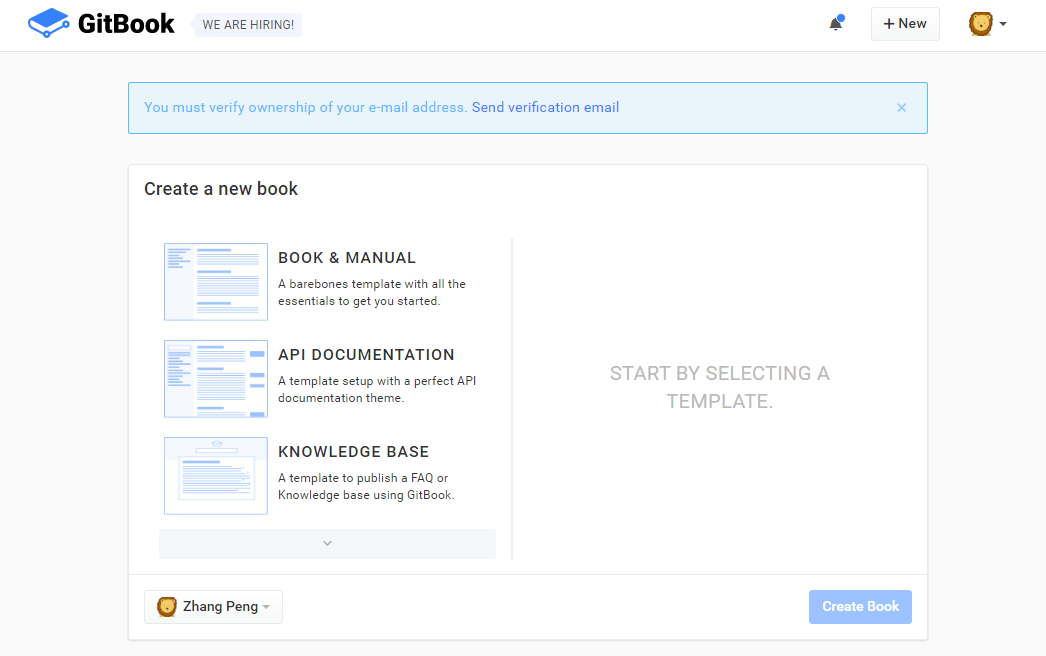 GitBook
WE ARE HIRING!
+ New
You must verify ownership of your e-mail address. Send verification email
×
Create a new book
BOOK & MANUAL
A barebones template with all the
essentials to get you started.
API DOCUMENTATION
A template setup with a perfect API
documentation theme.
KNOWLEDGE BASE
A template to publish a FAQ or
Knowledge base using GitBook.
START BY SELECTING A
TEMPLATE.
Zhang Peng
Create Book